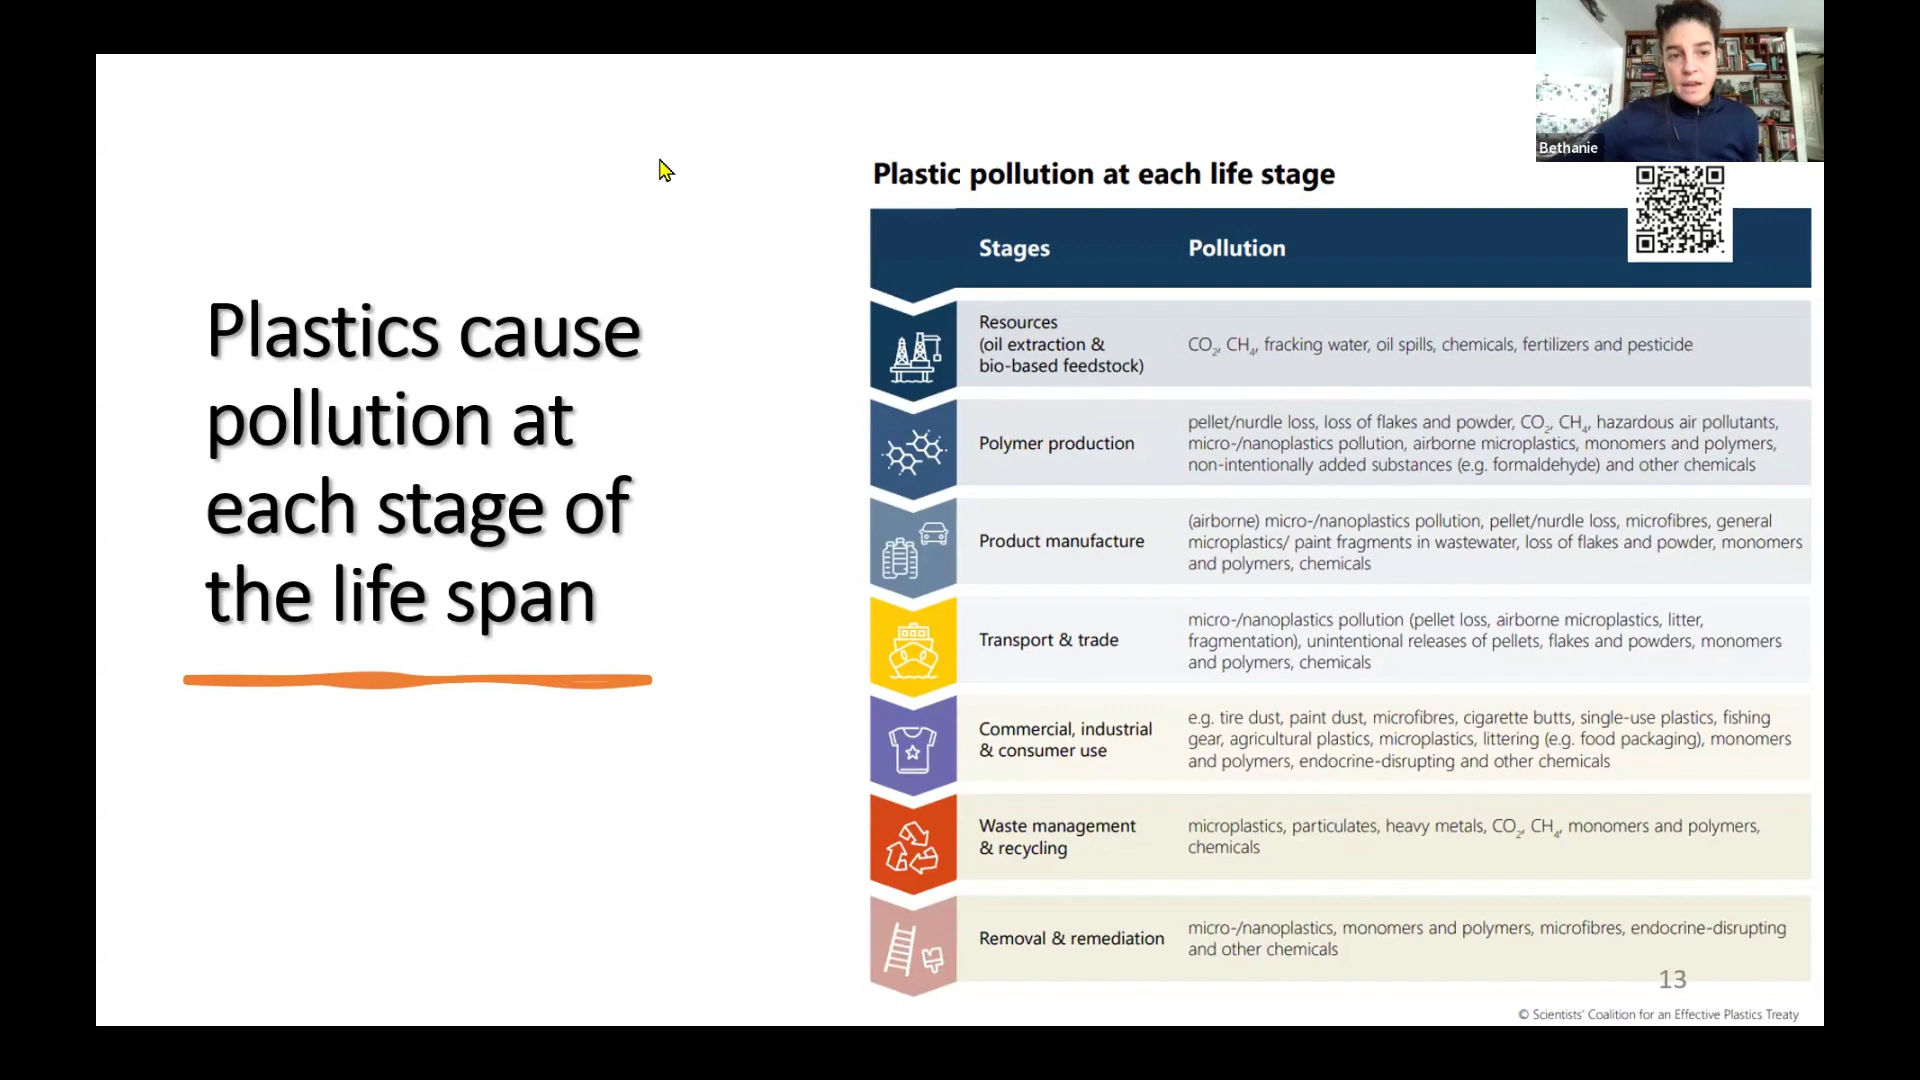 Bethanie
Plastics cause
pollution at
each stage of
the life span
Plastic pollution at each life stage
Stages Pollution
Resources
(oil extraction &
bio-based feedstock)
CO2, CH4, fracking water, oil spills, chemicals, fertilizers and pesticide
Polymer production
pellet/nurdle loss, loss of flakes and powder, CO2, CH4, hazardous air pollutants,
micro-/nanoplastics pollution, airborne microplastics, monomers and polymers,
non-intentionally added substances (e.g. formaldehyde) and other chemicals
Product manufacture
(airborne) micro-/nanoplastics pollution, pellet/nurdle loss, microfibres, general
microplastics/ paint fragments in wastewater, loss of flakes and powder, monomers
and polymers, chemicals
Transport & trade
micro-/nanoplastics pollution (pellet loss, airborne microplastics, litter,
fragmentation), unintentional releases of pellets, flakes and powders, monomers
and polymers, chemicals
Commercial, industrial
& consumer use
e.g. tire dust, paint dust, microfibres, cigarette butts, single-use plastics, fishing
gear, agricultural plastics, microplastics, littering (e.g. food packaging), monomers
and polymers, endocrine-disrupting and other chemicals
Waste management
& recycling
microplastics, particulates, heavy metals, CO2, CH4, monomers and polymers,
chemicals
Removal & remediation
micro-/nanoplastics, monomers and polymers, microfibres, endocrine-disrupting
and other chemicals
13
© Scientists' Coalition for an Effective Plastics Treaty